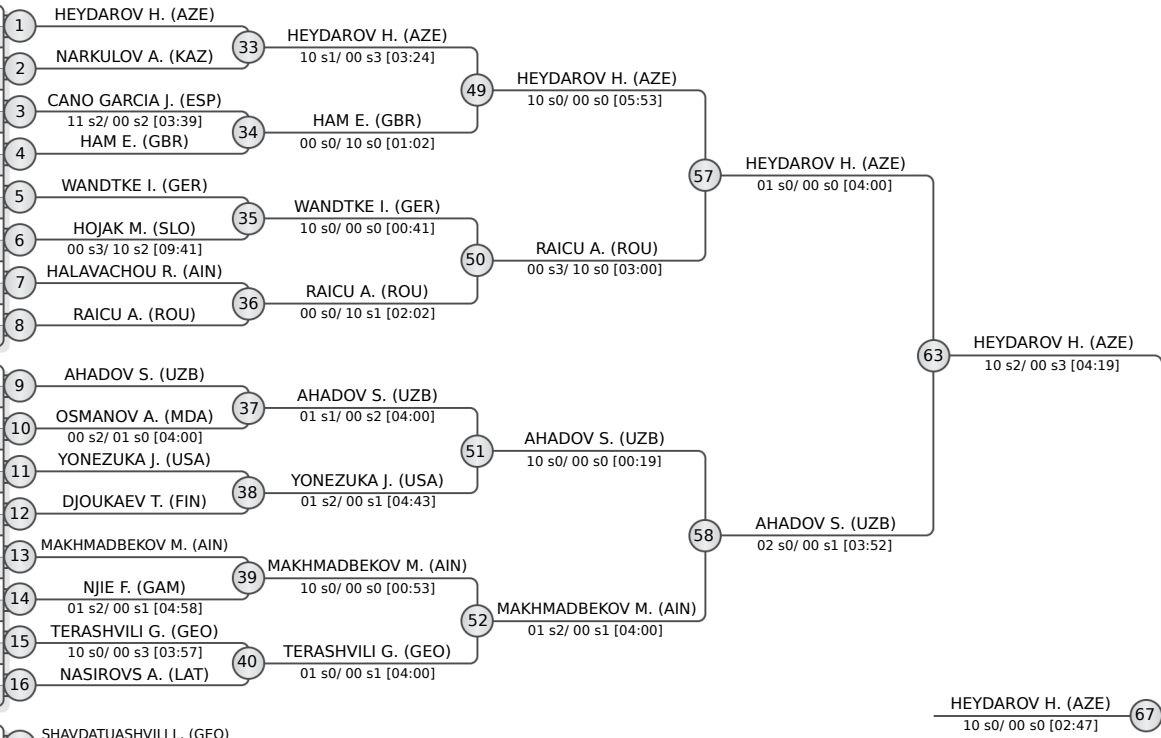 HEYDAROV H. (AZE)
1
33
HEYDAROV H. (AZE)
10 s1/ 00 s3 [03:24]
NARKULOV A. (KAZ)
2
49
HEYDAROV H. (AZE)
10 s0/ 00 s0 [05:53]
CANO GARCIA J. (ESP)
3
11 s2/ 00 s2 [03:39]
34
HAM E. (GBR)
00 s0/ 10 s0 [01:02]
HAM E. (GBR)
4
57
HEYDAROV H. (AZE)
01 s0/ 00 s0 [04:00]
WANDTKE I. (GER)
5
35
WANDTKE I. (GER)
10 s0/ 00 s0 [00:41]
HOJAK M. (SLO)
6
00 s3/ 10 s2 [09:41]
50
RAICU A. (ROU)
00 s3/ 10 s0 [03:00]
HALAVACHOU R. (AIN)
7
36
RAICU A. (ROU)
00 s0/ 10 s1 [02:02]
RAICU A. (ROU)
8
63
HEYDAROV H. (AZE)
10 s2/ 00 s3 [04:19]
AHADOV S. (UZB)
9
37
AHADOV S. (UZB)
01 s1/ 00 s2 [04:00]
OSMANOV A. (MDA)
10
00 s2/ 01 s0 [04:00]
51
AHADOV S. (UZB)
10 s0/ 00 s0 [00:19]
YONEZUKA J. (USA)
11
38
YONEZUKA J. (USA)
01 s2/ 00 s1 [04:43]
DJOUKAEV T. (FIN)
12
58
AHADOV S. (UZB)
02 s0/ 00 s1 [03:52]
MAKHMADBEKOV M. (AIN)
13
39
MAKHMADBEKOV M. (AIN)
10 s0/ 00 s0 [00:53]
NJIE F. (GAM)
14
01 s2/ 00 s1 [04:58]
52
MAKHMADBEKOV M. (AIN)
01 s2/ 00 s1 [04:00]
TERASHVILI G. (GEO)
15
10 s0/ 00 s3 [03:57]
40
TERASHVILI G. (GEO)
01 s0/ 00 s1 [04:00]
NASIROVS A. (LAT)
16
HEYDAROV H. (AZE)
67
10 s0/ 00 s0 [02:47]
SHAVDATUASHVILI L. (GEO)